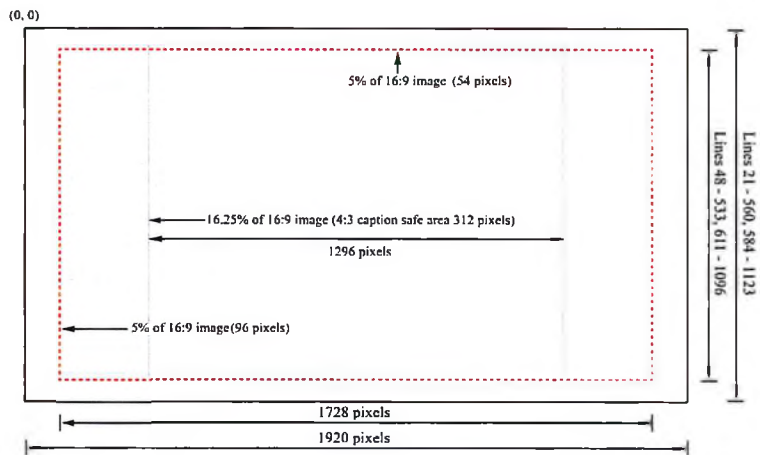 (0, 0)
5% of 16:9 image (54 pixels)
16.25% of 16:9 image (4:3 caption safe area 312 pixels)
1296 pixels
5% of 16:9 image(96 pixels)
Lines 48 - 533, 611 - 1096
Lines 21 - 560, 584 - 1123
1728 pixels
1920 pixels